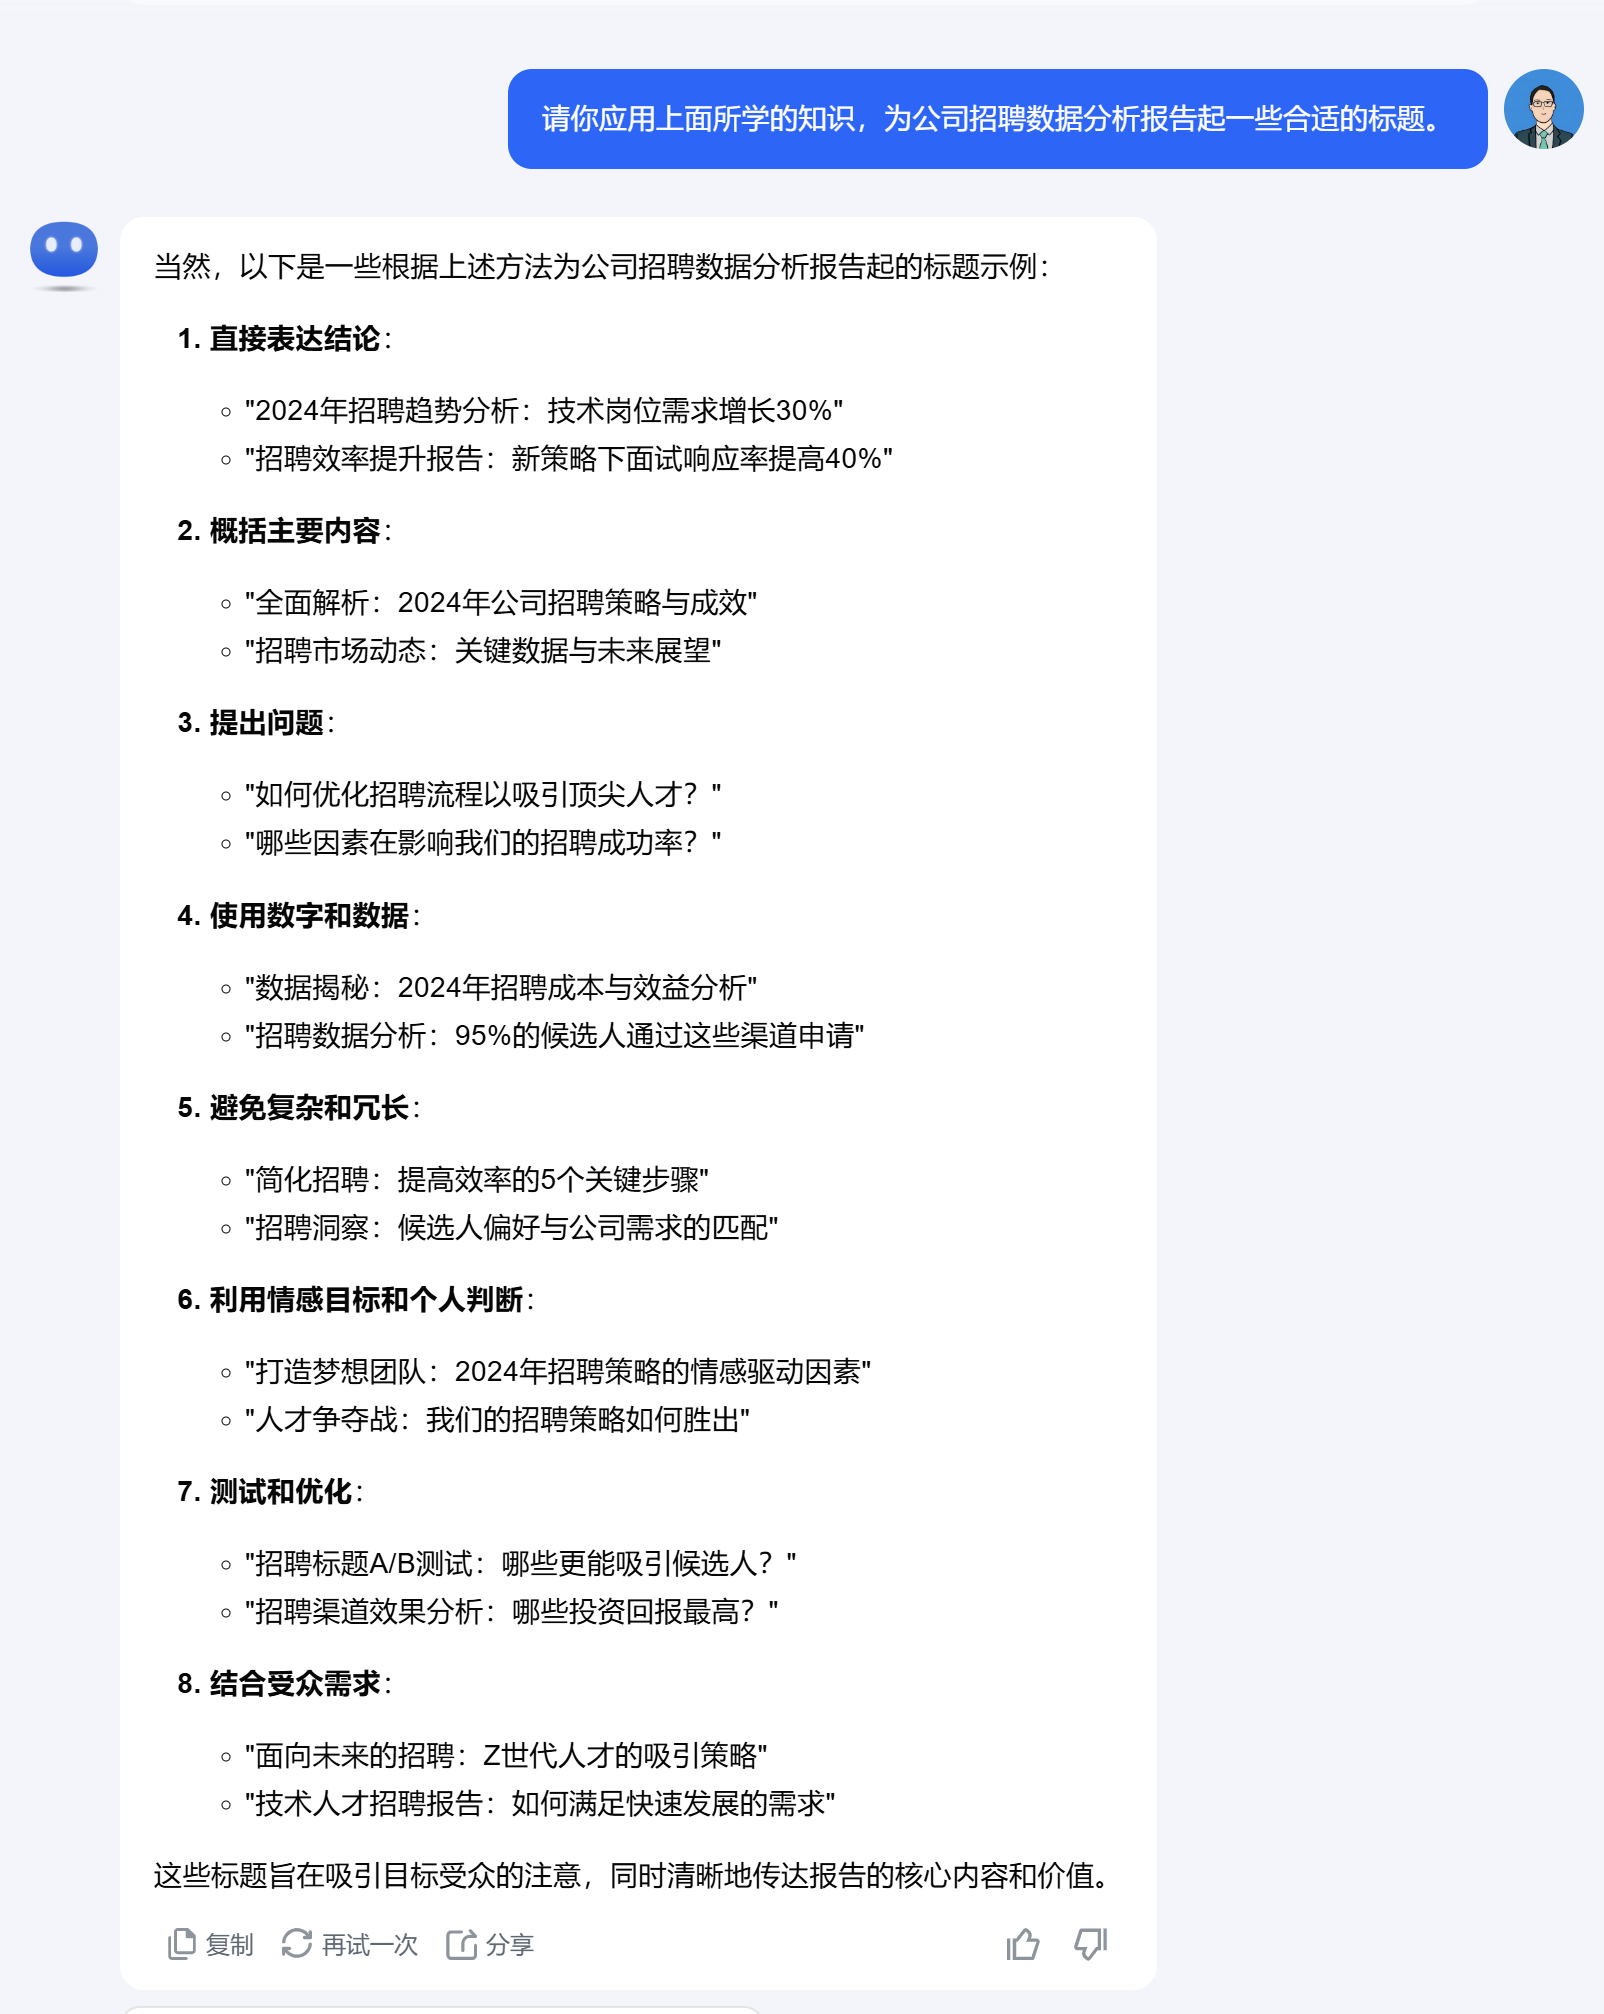 请你应用上面所学的知识，为公司招聘数据分析报告起一些合适的标题。
当然，以下是一些根据上述方法为公司招聘数据分析报告起的标题示例：
1. 直接表达结论：
"2024年招聘趋势分析：技术岗位需求增长30%"
"招聘效率提升报告：新策略下面试响应率提高40%"
2. 概括主要内容：
"全面解析：2024年公司招聘策略与成效"
"招聘市场动态：关键数据与未来展望"
3. 提出问题：
"如何优化招聘流程以吸引顶尖人才？"
"哪些因素在影响我们的招聘成功率？"
4. 使用数字和数据：
"数据揭秘：2024年招聘成本与效益分析"
"招聘数据分析：95%的候选人通过这些渠道申请"
5. 避免复杂和冗长：
"简化招聘：提高效率的5个关键步骤"
"招聘洞察：候选人偏好与公司需求的匹配"
6. 利用情感目标和个人判断：
"打造梦想团队：2024年招聘策略的情感驱动因素"
"人才争夺战：我们的招聘策略如何胜出"
7. 测试和优化：
"招聘标题A/B测试：哪些更能吸引候选人？"
"招聘渠道效果分析：哪些投资回报最高？"
8. 结合受众需求：
"面向未来的招聘：Z世代人才的吸引策略"
"技术人才招聘报告：如何满足快速发展的需求"
这些标题旨在吸引目标受众的注意，同时清晰地传达报告的核心内容和价值。
复制 再试一次 分享